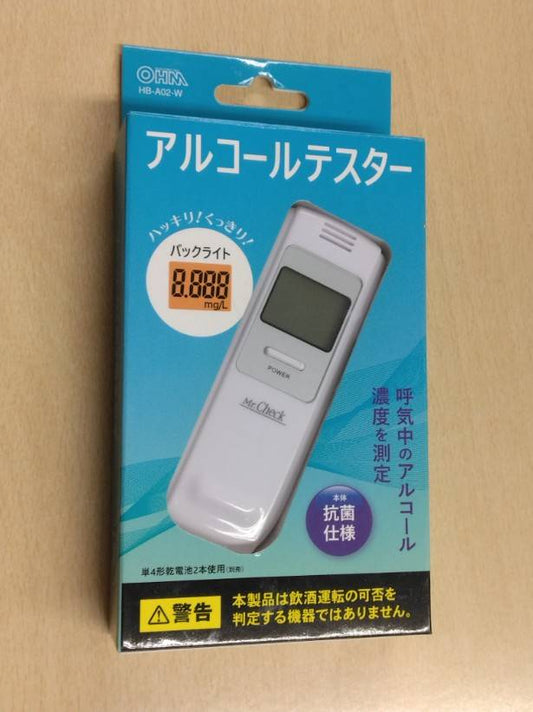 OHM
HB-A02-W
アルコールテスター
ハッキリ!くっきり!
バックライト
8.888
mg/L
POWER
Mr.Check
呼気中のアルコール
濃度を測定
本体
抗菌
仕様
単4形乾電池2本使用(別売)
警告
本製品は飲酒運転の可否を
判定する機器ではありません。